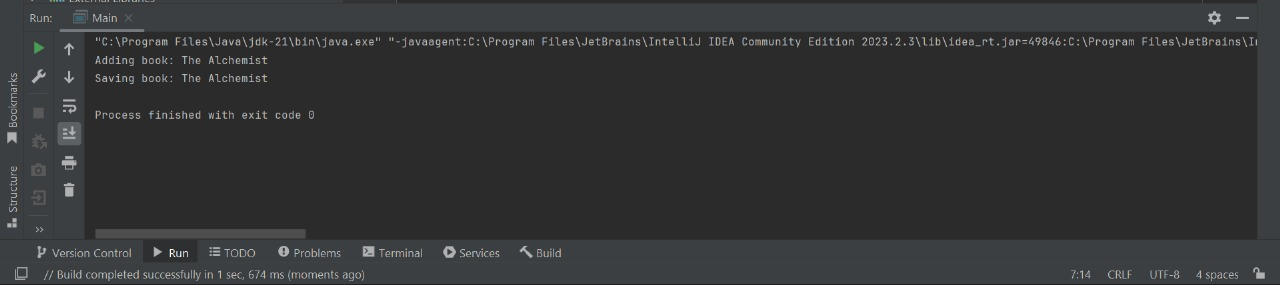 External Libraries
Run: Main
"C:\Program Files\Java\jdk-21\bin\java.exe" "-javaagent:C:\Program Files\JetBrains\IntelliJ IDEA Community Edition 2023.2.3\lib\idea_rt.jar=49846:C:\Program Files\JetBrains\In
Adding book: The Alchemist
Saving book: The Alchemist
Process finished with exit code 0
Bookmarks
Structure
Version Control Run TODO Problems Terminal Services Build
// Build completed successfully in 1 sec, 674 ms (moments ago) 7:14 CRLF UTF-8 4 spaces